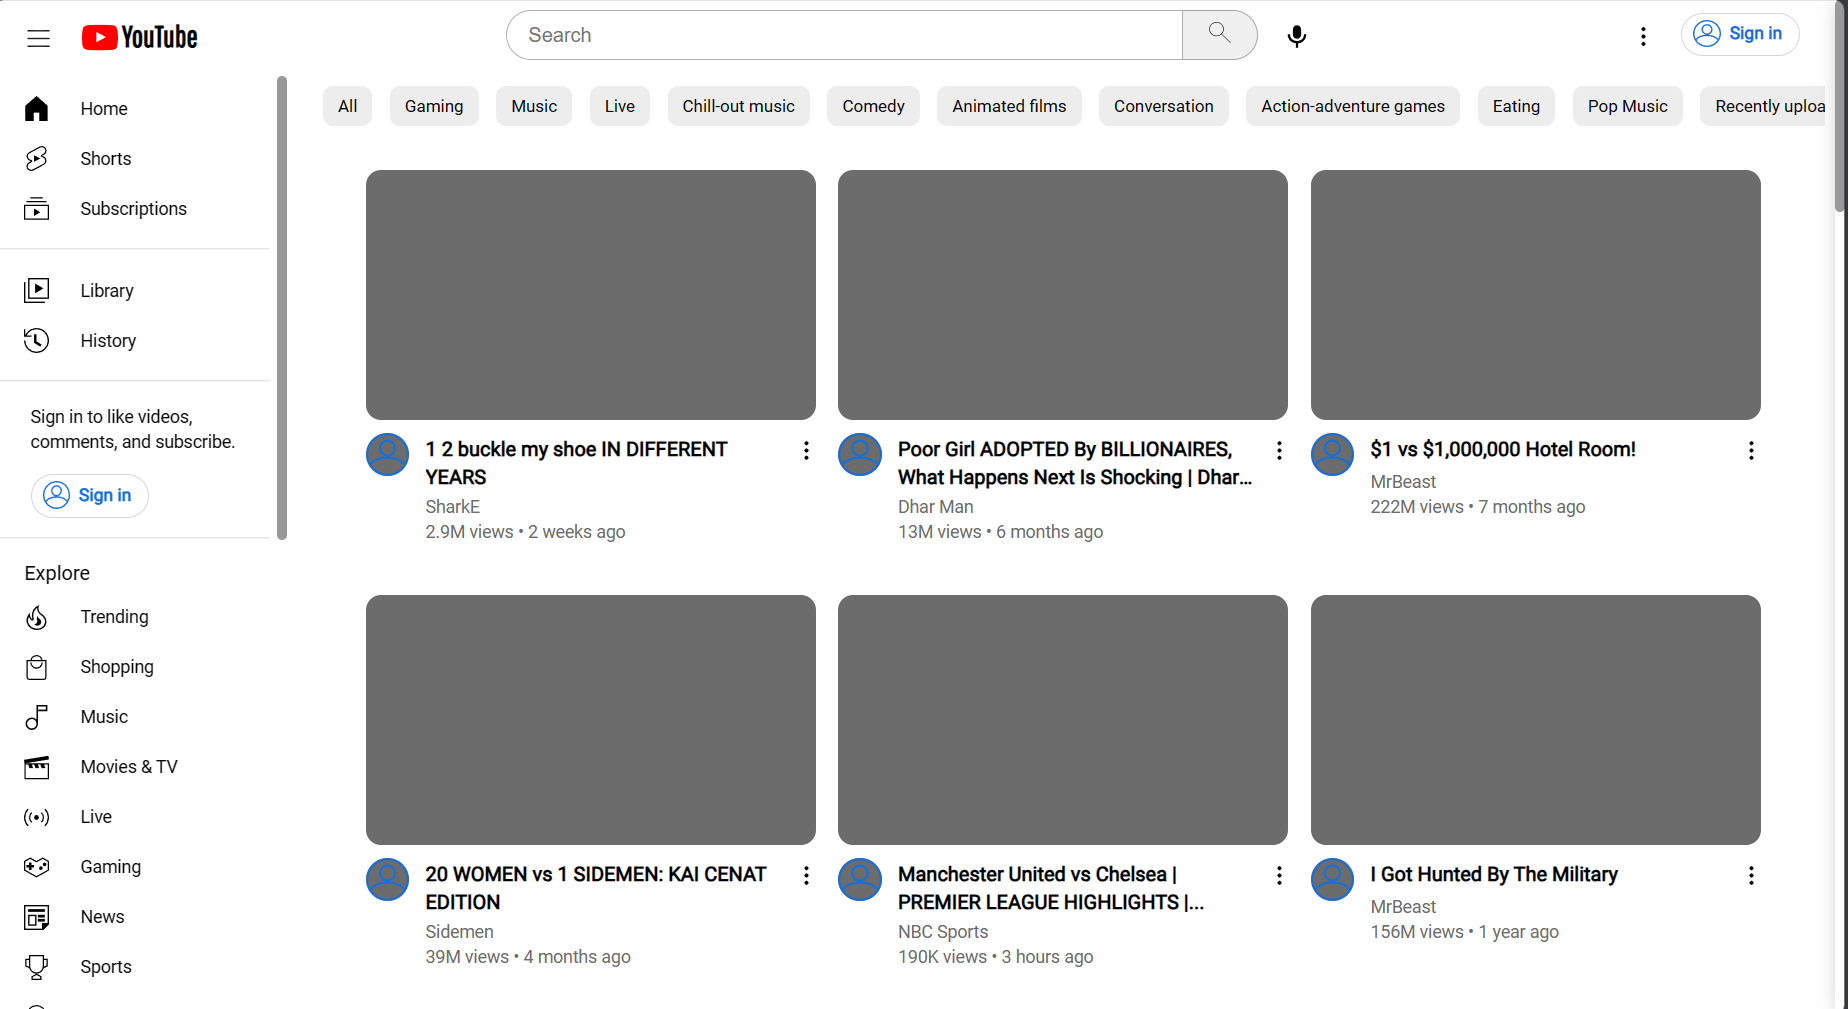 YouTube
Search
Sign in
Home
Shorts
Subscriptions
Library
History
Sign in to like videos,
comments, and subscribe.
Sign in
Explore
Trending
Shopping
Music
Movies & TV
Live
Gaming
News
Sports
All Gaming Music Live Chill-out music Comedy Animated films Conversation Action-adventure games Eating Pop Music Recently uploa
1 2 buckle my shoe IN DIFFERENT
YEARS
SharkE
2.9M views • 2 weeks ago
Poor Girl ADOPTED By BILLIONAIRES,
What Happens Next Is Shocking | Dhar...
Dhar Man
13M views • 6 months ago
$1 vs $1,000,000 Hotel Room!
MrBeast
222M views • 7 months ago
20 WOMEN vs 1 SIDEMEN: KAI CENAT
EDITION
Sidemen
39M views • 4 months ago
Manchester United vs Chelsea |
PREMIER LEAGUE HIGHLIGHTS |...
NBC Sports
190K views • 3 hours ago
I Got Hunted By The Military
MrBeast
156M views • 1 year ago